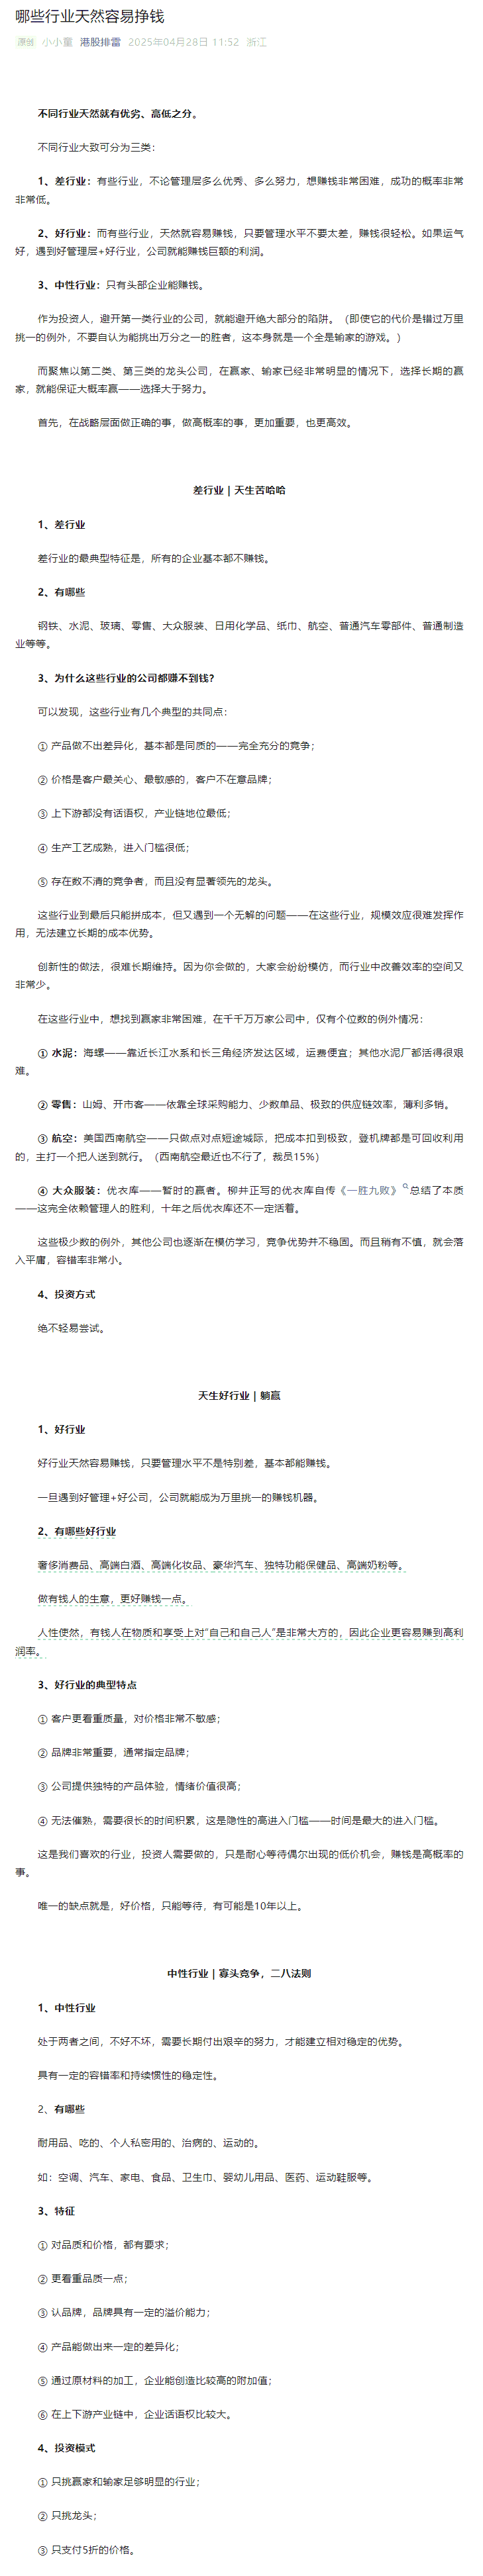 哪些行业天然容易挣钱
原创 小小董 港股排雷 2025年04月28日 11:52 浙江
不同行业天然就有优劣、高低之分。
不同行业大致可分为三类：
1、差行业：有些行业，不论管理层多么优秀、多么努力，想赚钱非常困难，成功的概率非常
非常低。
2、好行业：而有些行业，天然就容易赚钱，只要管理水平不要太差，赚钱很轻松。如果运气
好，遇到好管理层+好行业，公司就能赚钱巨额的利润。
3、中性行业：只有头部企业能赚钱。
作为投资人，避开第一类行业的公司，就能避开绝大部分的陷阱。（即使它的代价是错过万里
挑一的例外，不要自认为能挑出万分之一的胜者，这本身就是一个全是输家的游戏。）
而聚焦以第二类、第三类的龙头公司，在赢家、输家已经非常明显的情况下，选择长期的赢
家，就能保证大概率赢——选择大于努力。
首先，在战略层面做正确的事，做高概率的事，更加重要，也更高效。
差行业 | 天生苦哈哈
1、差行业
差行业的最典型特征是，所有的企业基本都不赚钱。
2、有哪些
钢铁、水泥、玻璃、零售、大众服装、日用化学品、纸巾、航空、普通汽车零部件、普通制造
业等等。
3、为什么这些行业的公司都赚不到钱？
可以发现，这些行业有几个典型的共同点：
① 产品做不出差异化，基本都是同质的——完全充分的竞争；
② 价格是客户最关心、最敏感的，客户不在意品牌；
③ 上下游都没有话语权，产业链地位最低；
④ 生产工艺成熟，进入门槛很低；
⑤ 存在数不清的竞争者，而且没有显著领先的龙头。
这些行业到最后只能拼成本，但又遇到一个无解的问题——在这些行业，规模效应很难发挥作
用，无法建立长期的成本优势。
创新性的做法，很难长期维持。因为你会做的，大家会纷纷模仿，而行业中改善效率的空间又
非常少。
在这些行业中，想找到赢家非常困难，在千千万万家公司中，仅有个位数的例外情况：
① 水泥：海螺——靠近长江水系和长三角经济发达区域，运费便宜；其他水泥厂都活得很艰
难。
② 零售：山姆、开市客——依靠全球采购能力、少数单品、极致的供应链效率，薄利多销。
③ 航空：美国西南航空——只做点对点短途城际，把成本扣到极致，登机牌都是可回收利用
的，主打一个把人送到就行。（西南航空最近也不行了，裁员15%）
④ 大众服装：优衣库——暂时的赢者。柳井正写的优衣库自传《一胜九败》总结了本质
——这完全依赖管理人的胜利，十年之后优衣库还不一定活着。
这些极少数的例外，其他公司也逐渐在模仿学习，竞争优势并不稳固。而且稍有不慎，就会落
入平庸，容错率非常小。
4、投资方式
绝不轻易尝试。
天生好行业 | 躺赢
1、好行业
好行业天然容易赚钱，只要管理水平不是特别差，基本都能赚钱。
一旦遇到好管理+好公司，公司就能成为万里挑一的赚钱机器。
2、有哪些好行业
奢侈消费品、高端白酒、高端化妆品、豪华汽车、独特功能保健品、高端奶粉等。
做有钱人的生意，更好赚钱一点。
人性使然，有钱人在物质和享受上对“自己和自己人”是非常大方的，因此企业更容易赚到高利
润率。
3、好行业的典型特点
① 客户更看重质量，对价格非常不敏感；
② 品牌非常重要，通常指定品牌；
③ 公司提供独特的产品体验，情绪价值很高；
④ 无法催熟，需要很长的时间积累，这是隐性的高进入门槛——时间是最大的进入门槛。
这是我们喜欢的行业，投资人需要做的，只是耐心等待偶尔出现的低价机会，赚钱是高概率的
事。
唯一的缺点就是，好价格，只能等待，有可能是10年以上。
中性行业 | 寡头竞争，二八法则
1、中性行业
处于两者之间，不好不坏，需要长期付出艰辛的努力，才能建立相对稳定的优势。
具有一定的容错率和持续惯性的稳定性。
2、有哪些
耐用品、吃的、个人私密用的、治病的、运动的。
如：空调、汽车、家电、食品、卫生巾、婴幼儿用品、医药、运动鞋服等。
3、特征
① 对品质和价格，都有要求；
② 更看重品质一点；
③ 认品牌，品牌具有一定的溢价能力；
④ 产品能做出来一定的差异化；
⑤ 通过原材料的加工，企业能创造比较高的附加值；
⑥ 在上下游产业链中，企业话语权比较大。
4、投资模式
① 只挑赢家和输家足够明显的行业；
② 只挑龙头；
③ 只支付5折的价格。